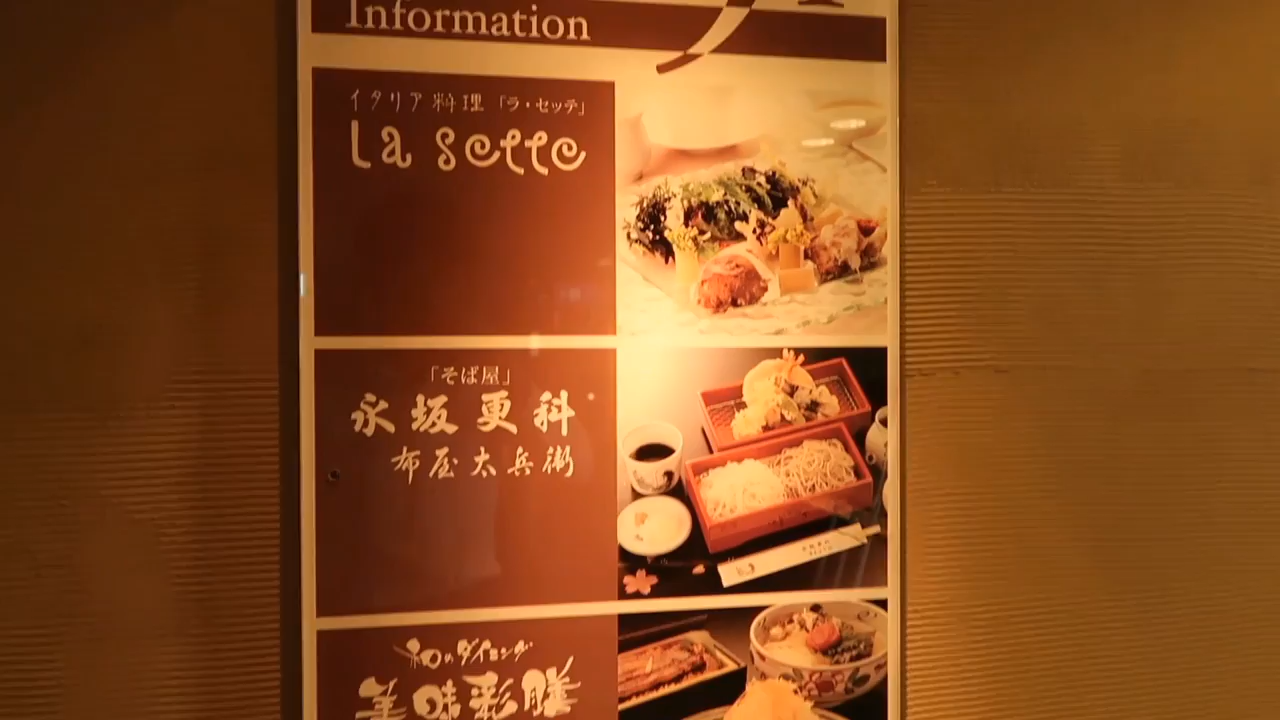 Information
イタリア料理「ラ・セッテ」
La sette
「そば屋」
永坂更科
布屋太兵衛
和のダイニング
美味彩膳